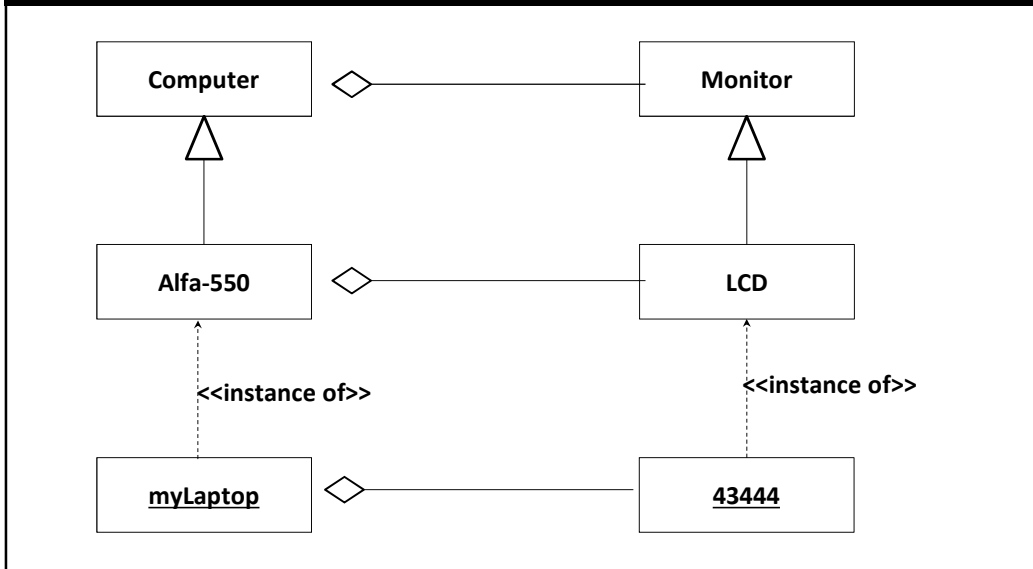 Computer
Monitor
Alfa-550
LCD
<<instance of>>
<<instance of>>
myLaptop
43444